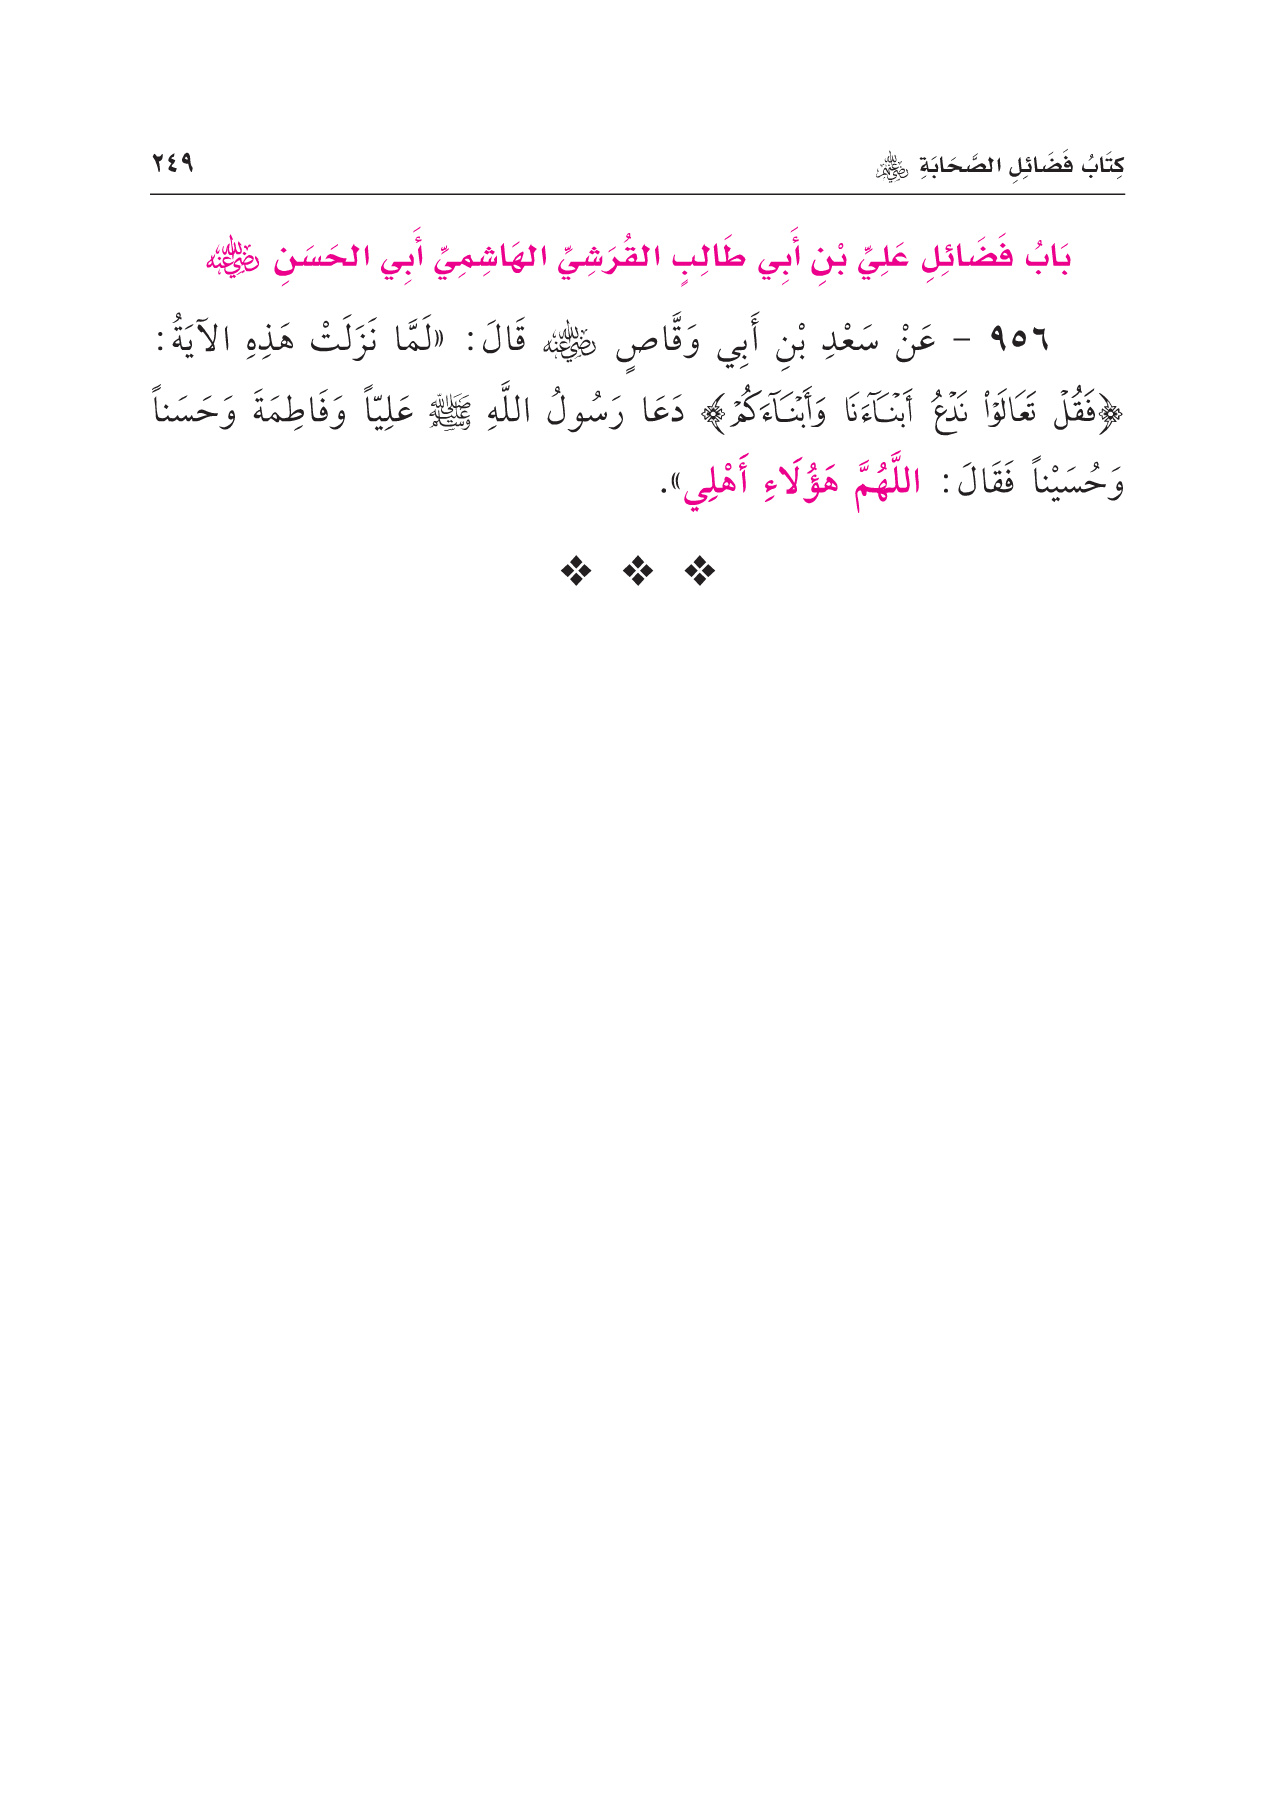 كِتَابُ فَضَائِلِ الصَّحَابَةِ رضي الله عنهم ٢٤٩
بَابُ فَضَائِلِ عَلِيِّ بْنِ أَبِي طَالِبٍ القُرَشِيِّ الهَاشِمِيِّ أَبِي الحَسَنِ رضي الله عنه
٩٥٦ - عَنْ سَعْدِ بْنِ أَبِي وَقَّاصٍ رضي الله عنه قَالَ: «لَمَّا نَزَلَتْ هَذِهِ الآيَةُ:
﴿فَقُلْ تَعَالَوْا۟ نَدْعُ أَبْنَآءَنَا وَأَبْنَآءَكُمْ﴾ دَعَا رَسُولُ اللَّهِ ﷺ عَلِيّاً وَفَاطِمَةَ وَحَسَناً
وَحُسَيْناً فَقَالَ: اللَّهُمَّ هَؤُلَاءِ أَهْلِي».